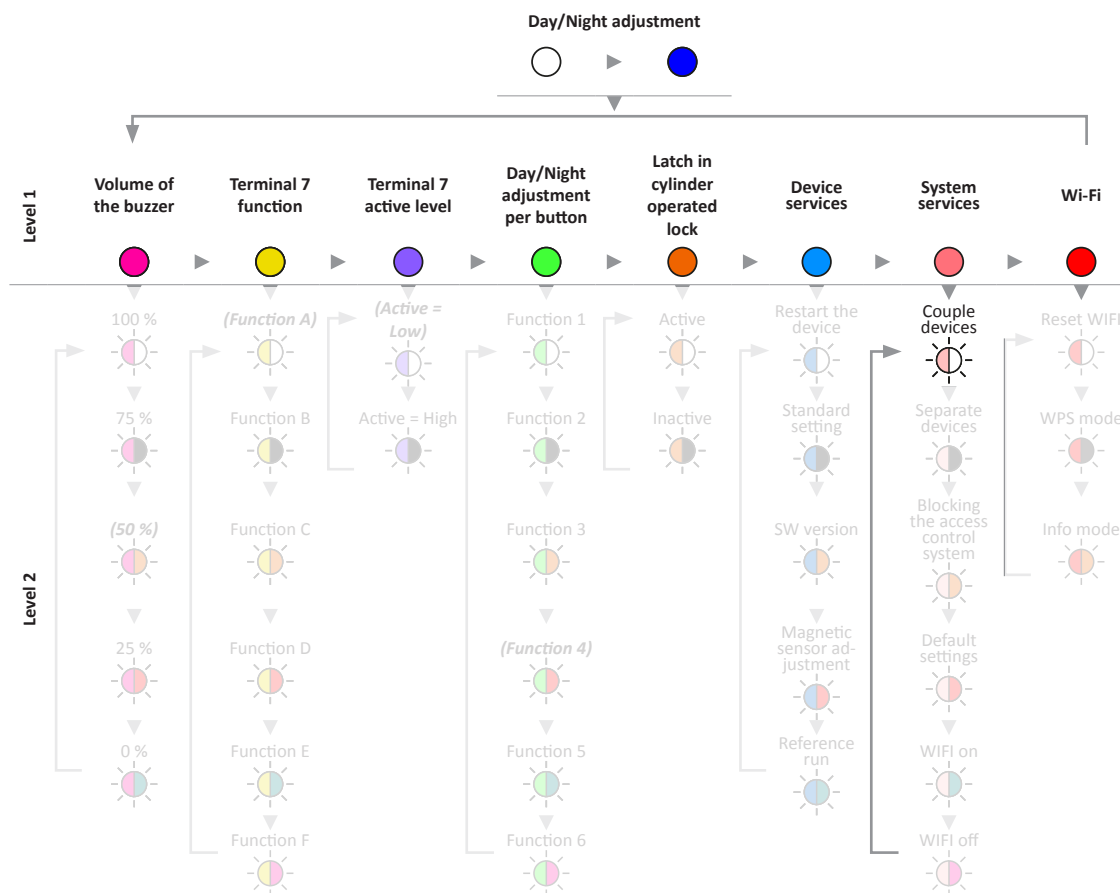 Day/Night adjustment
Level 1
Volume of
the buzzer
Terminal 7
function
Terminal 7
active level
Day/Night
adjustment
per button
Latch in
cylinder
operated
lock
Device
services
System
services
Wi-Fi
Level 2
100 %
75 %
(50 %)
25 %
0 %
(Function A)
Function B
Function C
Function D
Function E
Function F
(Active =
Low)
Active = High
Function 1
Function 2
Function 3
(Function 4)
Function 5
Function 6
Active
Inactive
Restart the
device
Standard
setting
SW version
Magnetic
sensor ad-
justment
Reference
run
Couple
devices
Separate
devices
Blocking
the access
control
system
Default
settings
WIFI on
WIFI off
Reset WIFI
WPS mode
Info mode